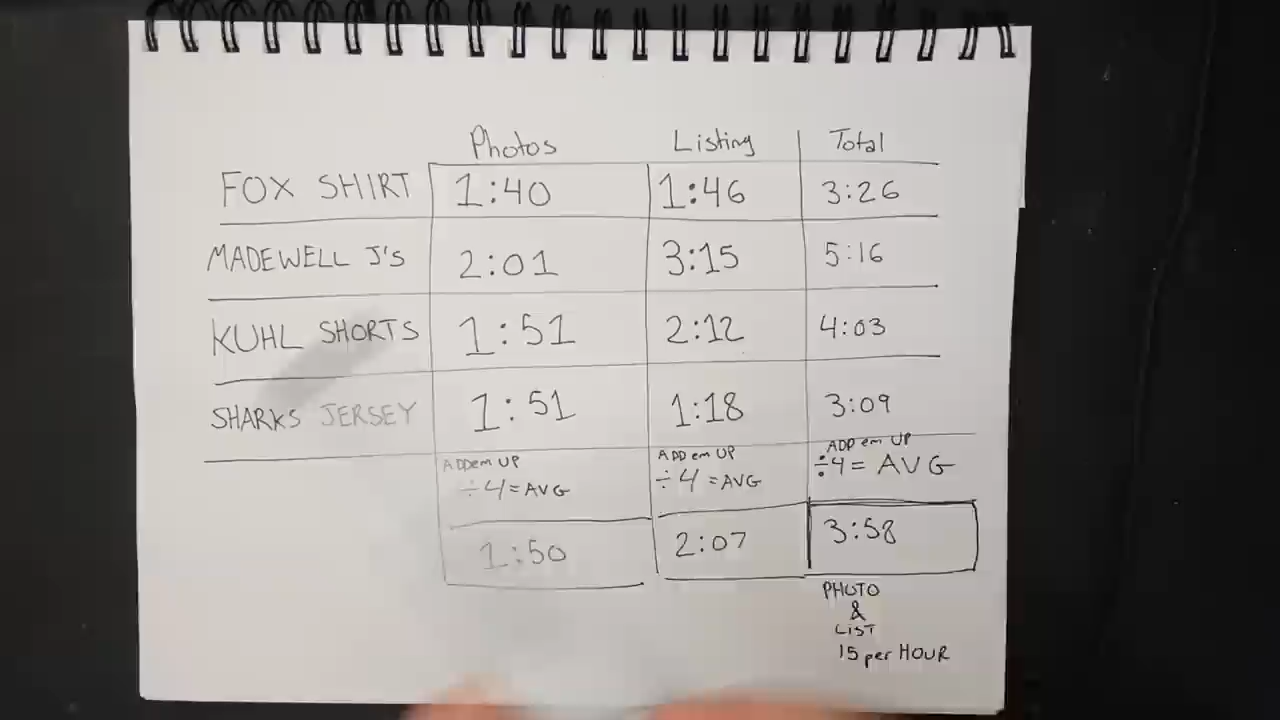 Photos Listing Total
FOX SHIRT 1:40 1:46 3:26
MADEWELL J'S 2:01 3:15 5:16
KUHL SHORTS 1:51 2:12 4:03
SHARKS JERSEY 1:51 1:18 3:09
ADD em UP ADD em UP ADD em UP
÷4=AVG ÷4=AVG ÷4=AVG
1:50 2:07 3:58
PHOTO
&
LIST
15 per HOUR